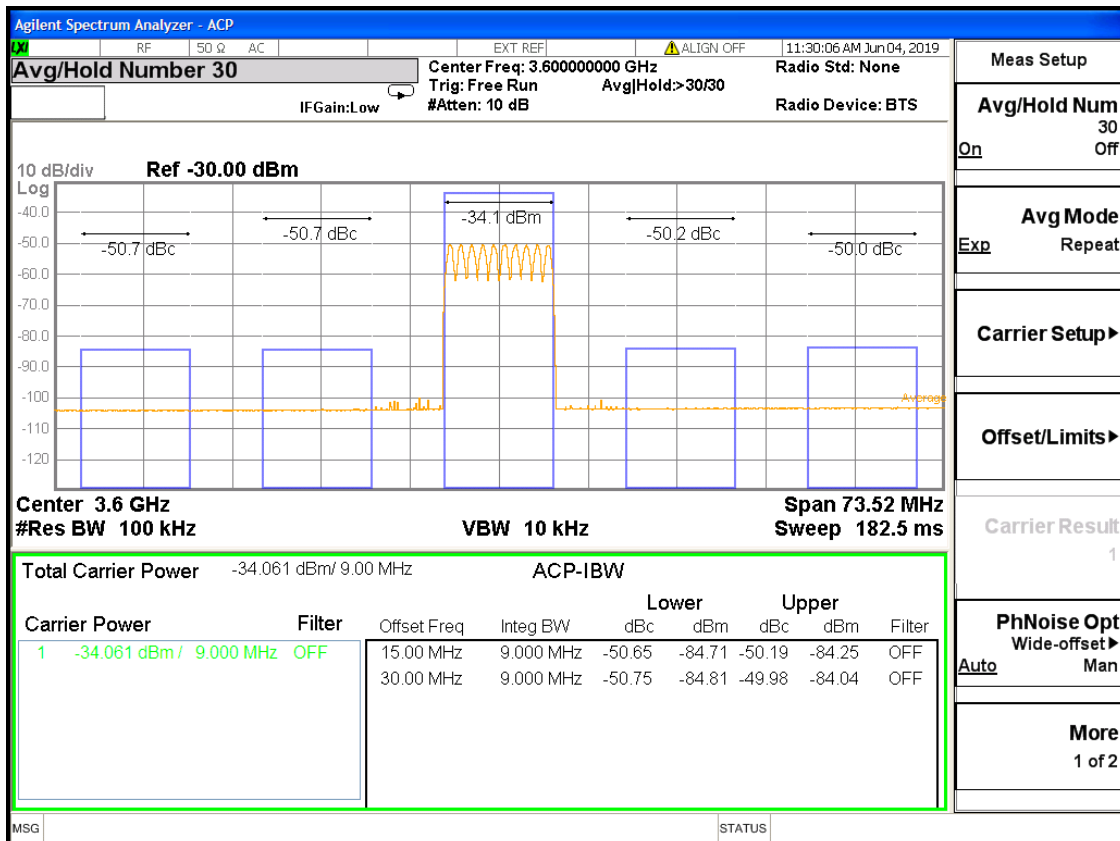 Agilent Spectrum Analyzer - ACP
LXI RF 50 Ω AC EXT REF ALIGN OFF 11:30:06 AM Jun 04, 2019
Avg/Hold Number 30
Center Freq: 3.600000000 GHz
Radio Std: None
Trig: Free Run
Avg|Hold:>30/30
IFGain:Low
#Atten: 10 dB
Radio Device: BTS
10 dB/div
Ref -30.00 dBm
Log
-40.0
-50.0
-60.0
-70.0
-80.0
-90.0
-100
-110
-120
-50.7 dBc
-50.7 dBc
-34.1 dBm
-50.2 dBc
-50.0 dBc
Average
Center 3.6 GHz
Span 73.52 MHz
#Res BW 100 kHz
VBW 10 kHz
Sweep 182.5 ms
Total Carrier Power -34.061 dBm/ 9.00 MHz
ACP-IBW
Lower Upper
Carrier Power Filter
Offset Freq Integ BW dBc dBm dBc dBm Filter
1 -34.061 dBm / 9.000 MHz OFF
15.00 MHz 9.000 MHz -50.65 -84.71 -50.19 -84.25 OFF
30.00 MHz 9.000 MHz -50.75 -84.81 -49.98 -84.04 OFF
MSG
STATUS
Meas Setup
Avg/Hold Num
30
On Off
Avg Mode
Exp Repeat
Carrier Setup
Offset/Limits
Carrier Result
1
PhNoise Opt
Wide-offset
Auto Man
More
1 of 2